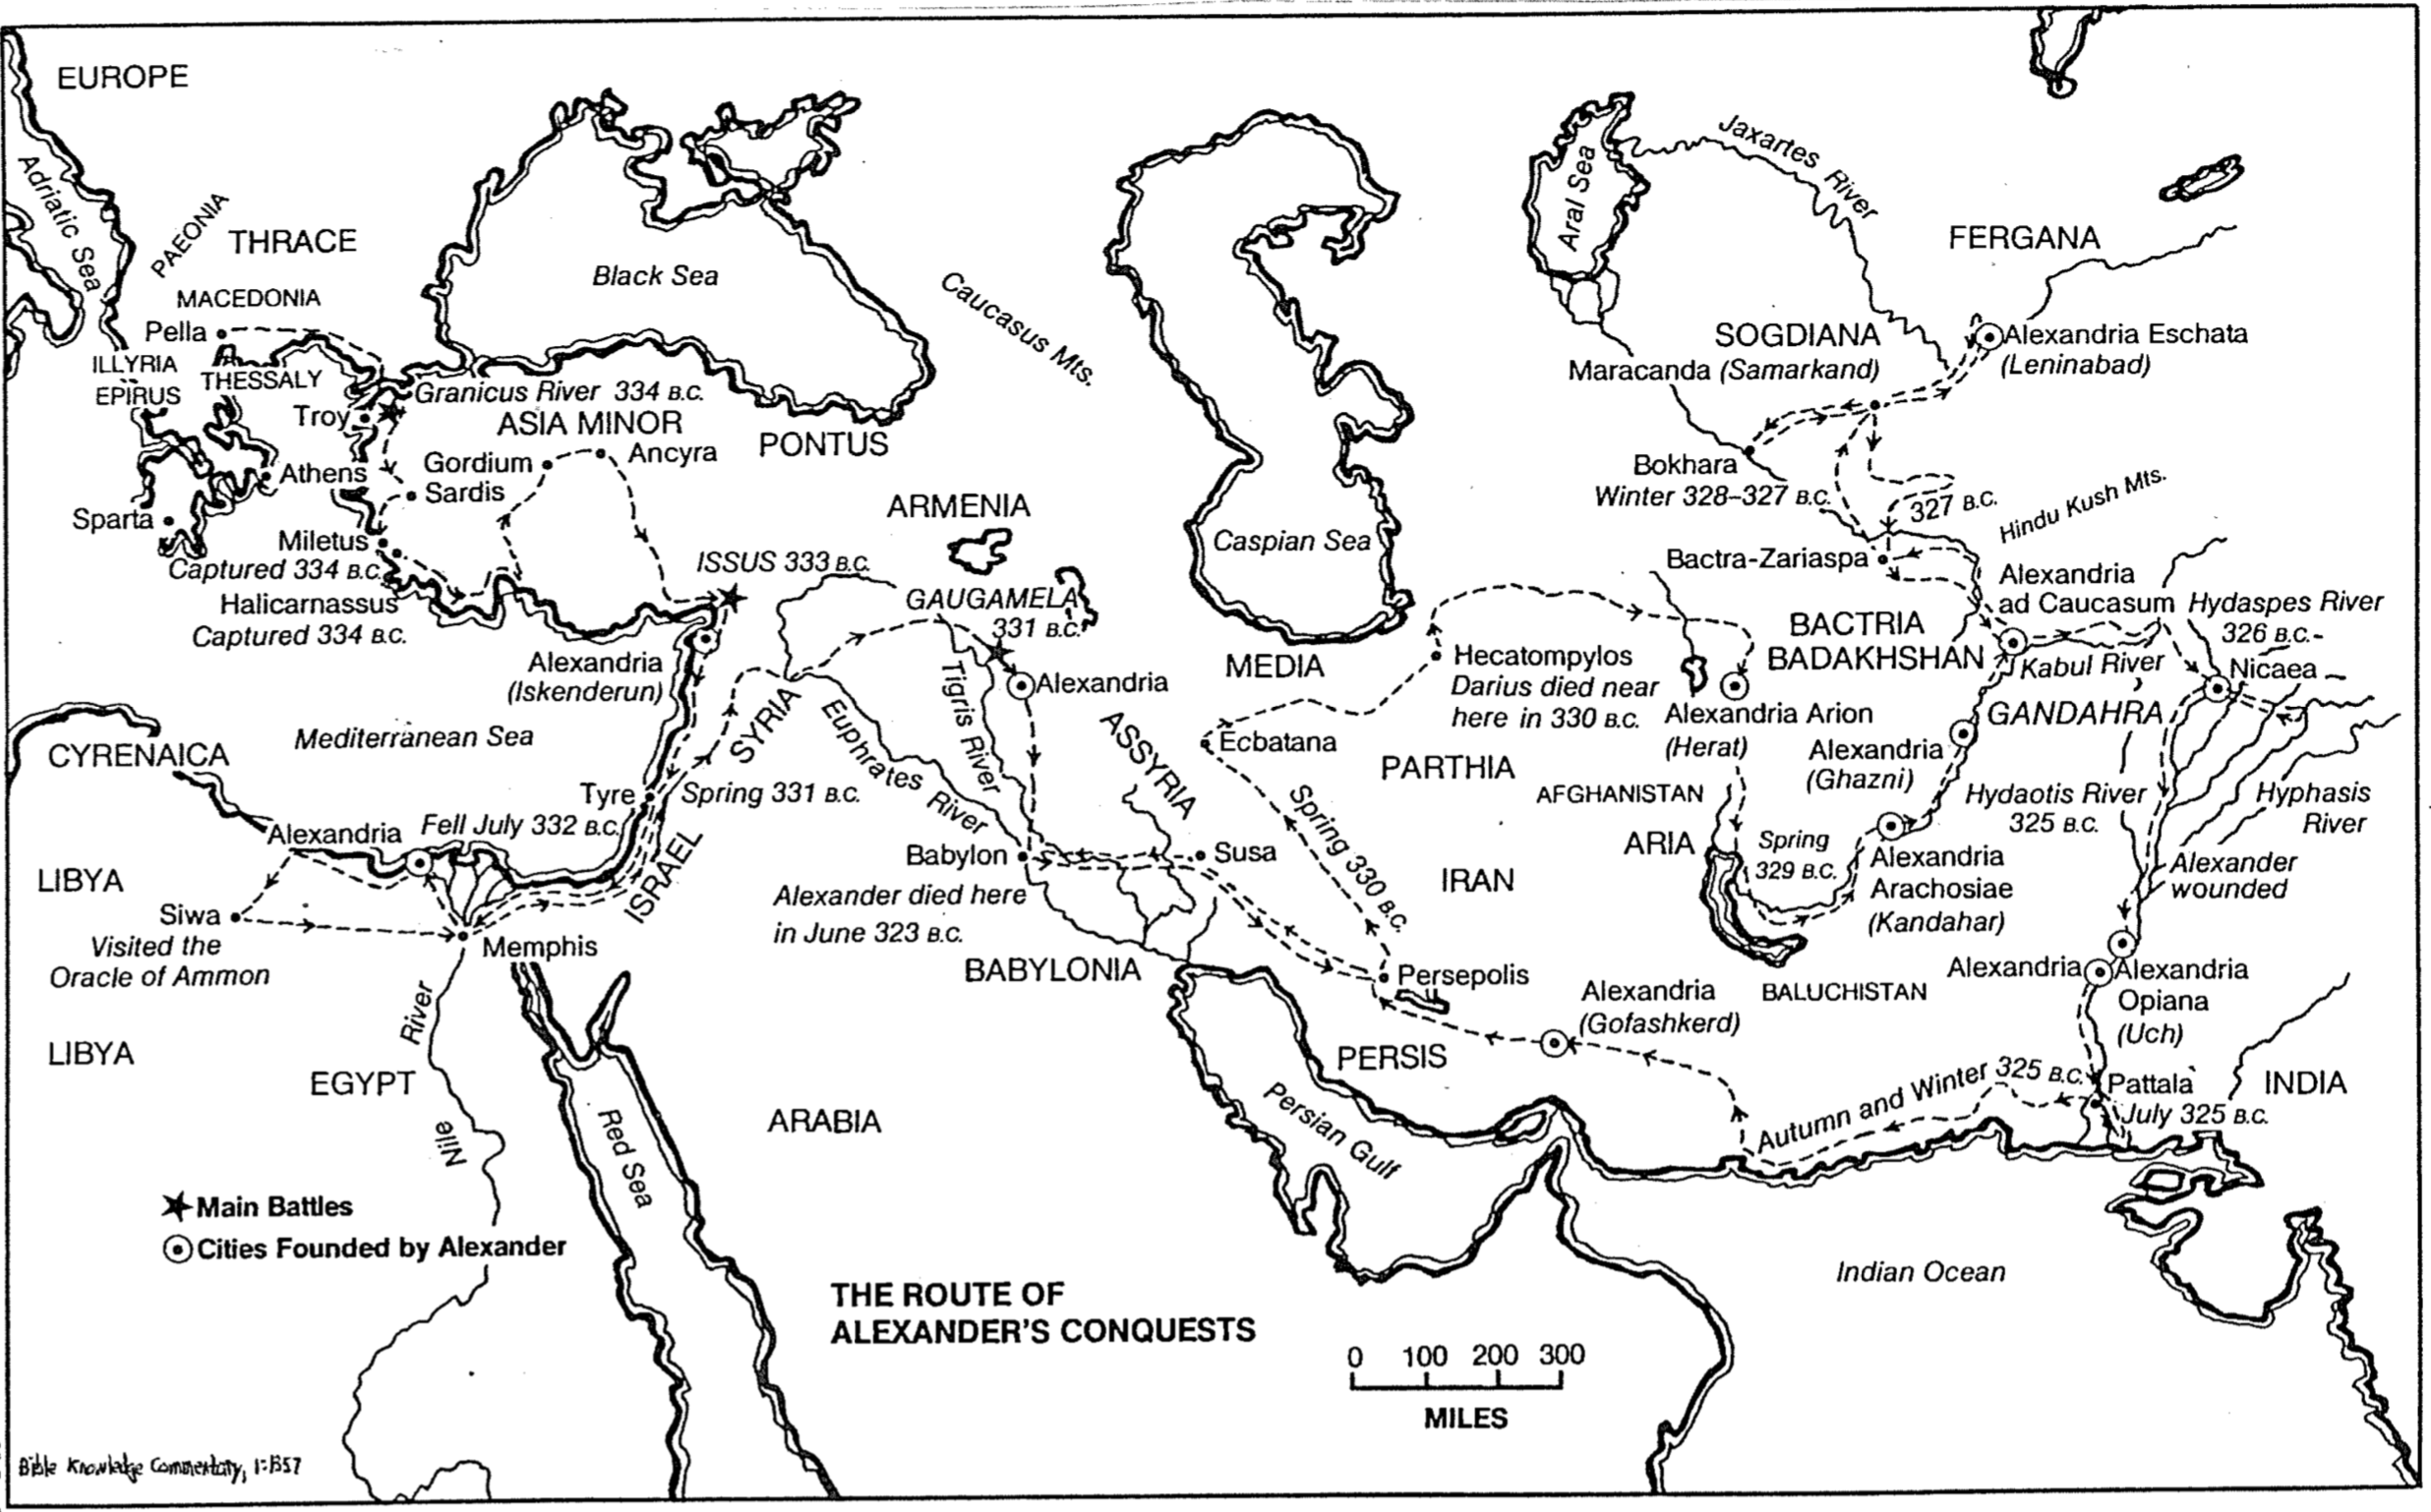 EUROPE
Adriatic Sea
PAEONIA
THRACE
MACEDONIA
Pella
ILLYRIA
EPIRUS
THESSALY
Troy
Athens
Sparta
Black Sea
Granicus River 334 B.C.
ASIA MINOR
PONTUS
Gordium
Ancyra
Sardis
Miletus
Captured 334 B.C.
Halicarnassus
Captured 334 B.C.
Caucasus Mts.
ARMENIA
ISSUS 333 B.C.
GAUGAMELA
331 B.C.
Alexandria
(Iskenderun)
Alexandria
Mediterranean Sea
SYRIA
Tigris River
Euphrates River
ASSYRIA
CYRENAICA
Tyre
Spring 331 B.C.
Fell July 332 B.C.
Alexandria
ISRAEL
LIBYA
Siwa
Visited the
Oracle of Ammon
Memphis
LIBYA
River
Nile
EGYPT
Red Sea
ARABIA
Babylon
Alexander died here
in June 323 B.C.
BABYLONIA
Susa
Caspian Sea
Aral Sea
Jaxartes River
FERGANA
SOGDIANA
Maracanda (Samarkand)
Alexandria Eschata
(Leninabad)
Bokhara
Winter 328–327 B.C.
327 B.C.
Hindu Kush Mts.
Bactra-Zariaspa
Alexandria
ad Caucasum
Hydaspes River
326 B.C.
BACTRIA
BADAKHSHAN
Kabul River
Nicaea
MEDIA
Hecatompylos
Darius died near
here in 330 B.C.
Ecbatana
Alexandria Arion
(Herat)
GANDAHRA
Alexandria
(Ghazni)
PARTHIA
AFGHANISTAN
ARIA
Spring
329 B.C.
Hydaotis River
325 B.C.
Hyphasis
River
Alexandria
Arachosiae
(Kandahar)
Alexander
wounded
Spring 330 B.C.
IRAN
Persepolis
Alexandria
(Gofashkerd)
BALUCHISTAN
Alexandria
Alexandria
Opiana
(Uch)
PERSIS
Persian Gulf
Autumn and Winter 325 B.C.
Pattala
July 325 B.C.
INDIA
Indian Ocean
Main Battles
Cities Founded by Alexander
THE ROUTE OF
ALEXANDER'S CONQUESTS
0 100 200 300
MILES
Bible Knowledge Commentary, 1:1357